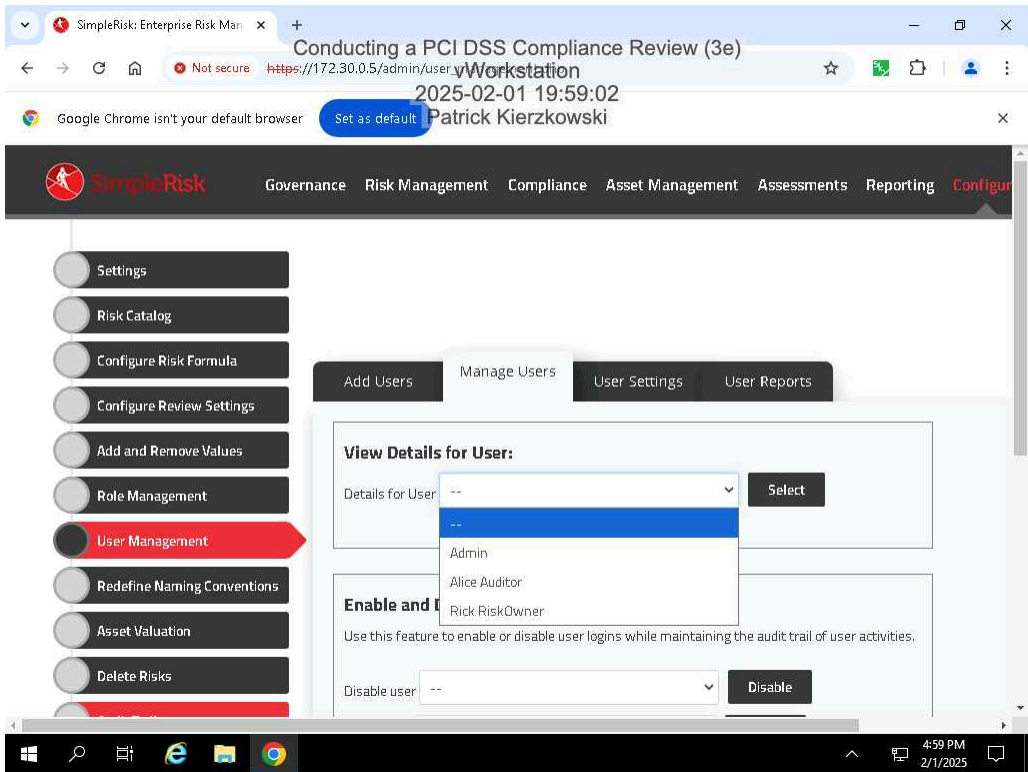 SimpleRisk: Enterprise Risk Man
Conducting a PCI DSS Compliance Review (3e)
Not secure https://172.30.0.5/admin/user_
vWorkstation
2025-02-01 19:59:02
Google Chrome isn't your default browser Set as default Patrick Kierzkowski
SimpleRisk Governance Risk Management Compliance Asset Management Assessments Reporting Configur
Settings
Risk Catalog
Configure Risk Formula
Configure Review Settings
Add and Remove Values
Role Management
User Management
Redefine Naming Conventions
Asset Valuation
Delete Risks
Add Users Manage Users User Settings User Reports
View Details for User:
Details for User -- Select
--
Admin
Alice Auditor
Rick RiskOwner
Enable and
Use this feature to enable or disable user logins while maintaining the audit trail of user activities.
Disable user -- Disable
4:59 PM
2/1/2025